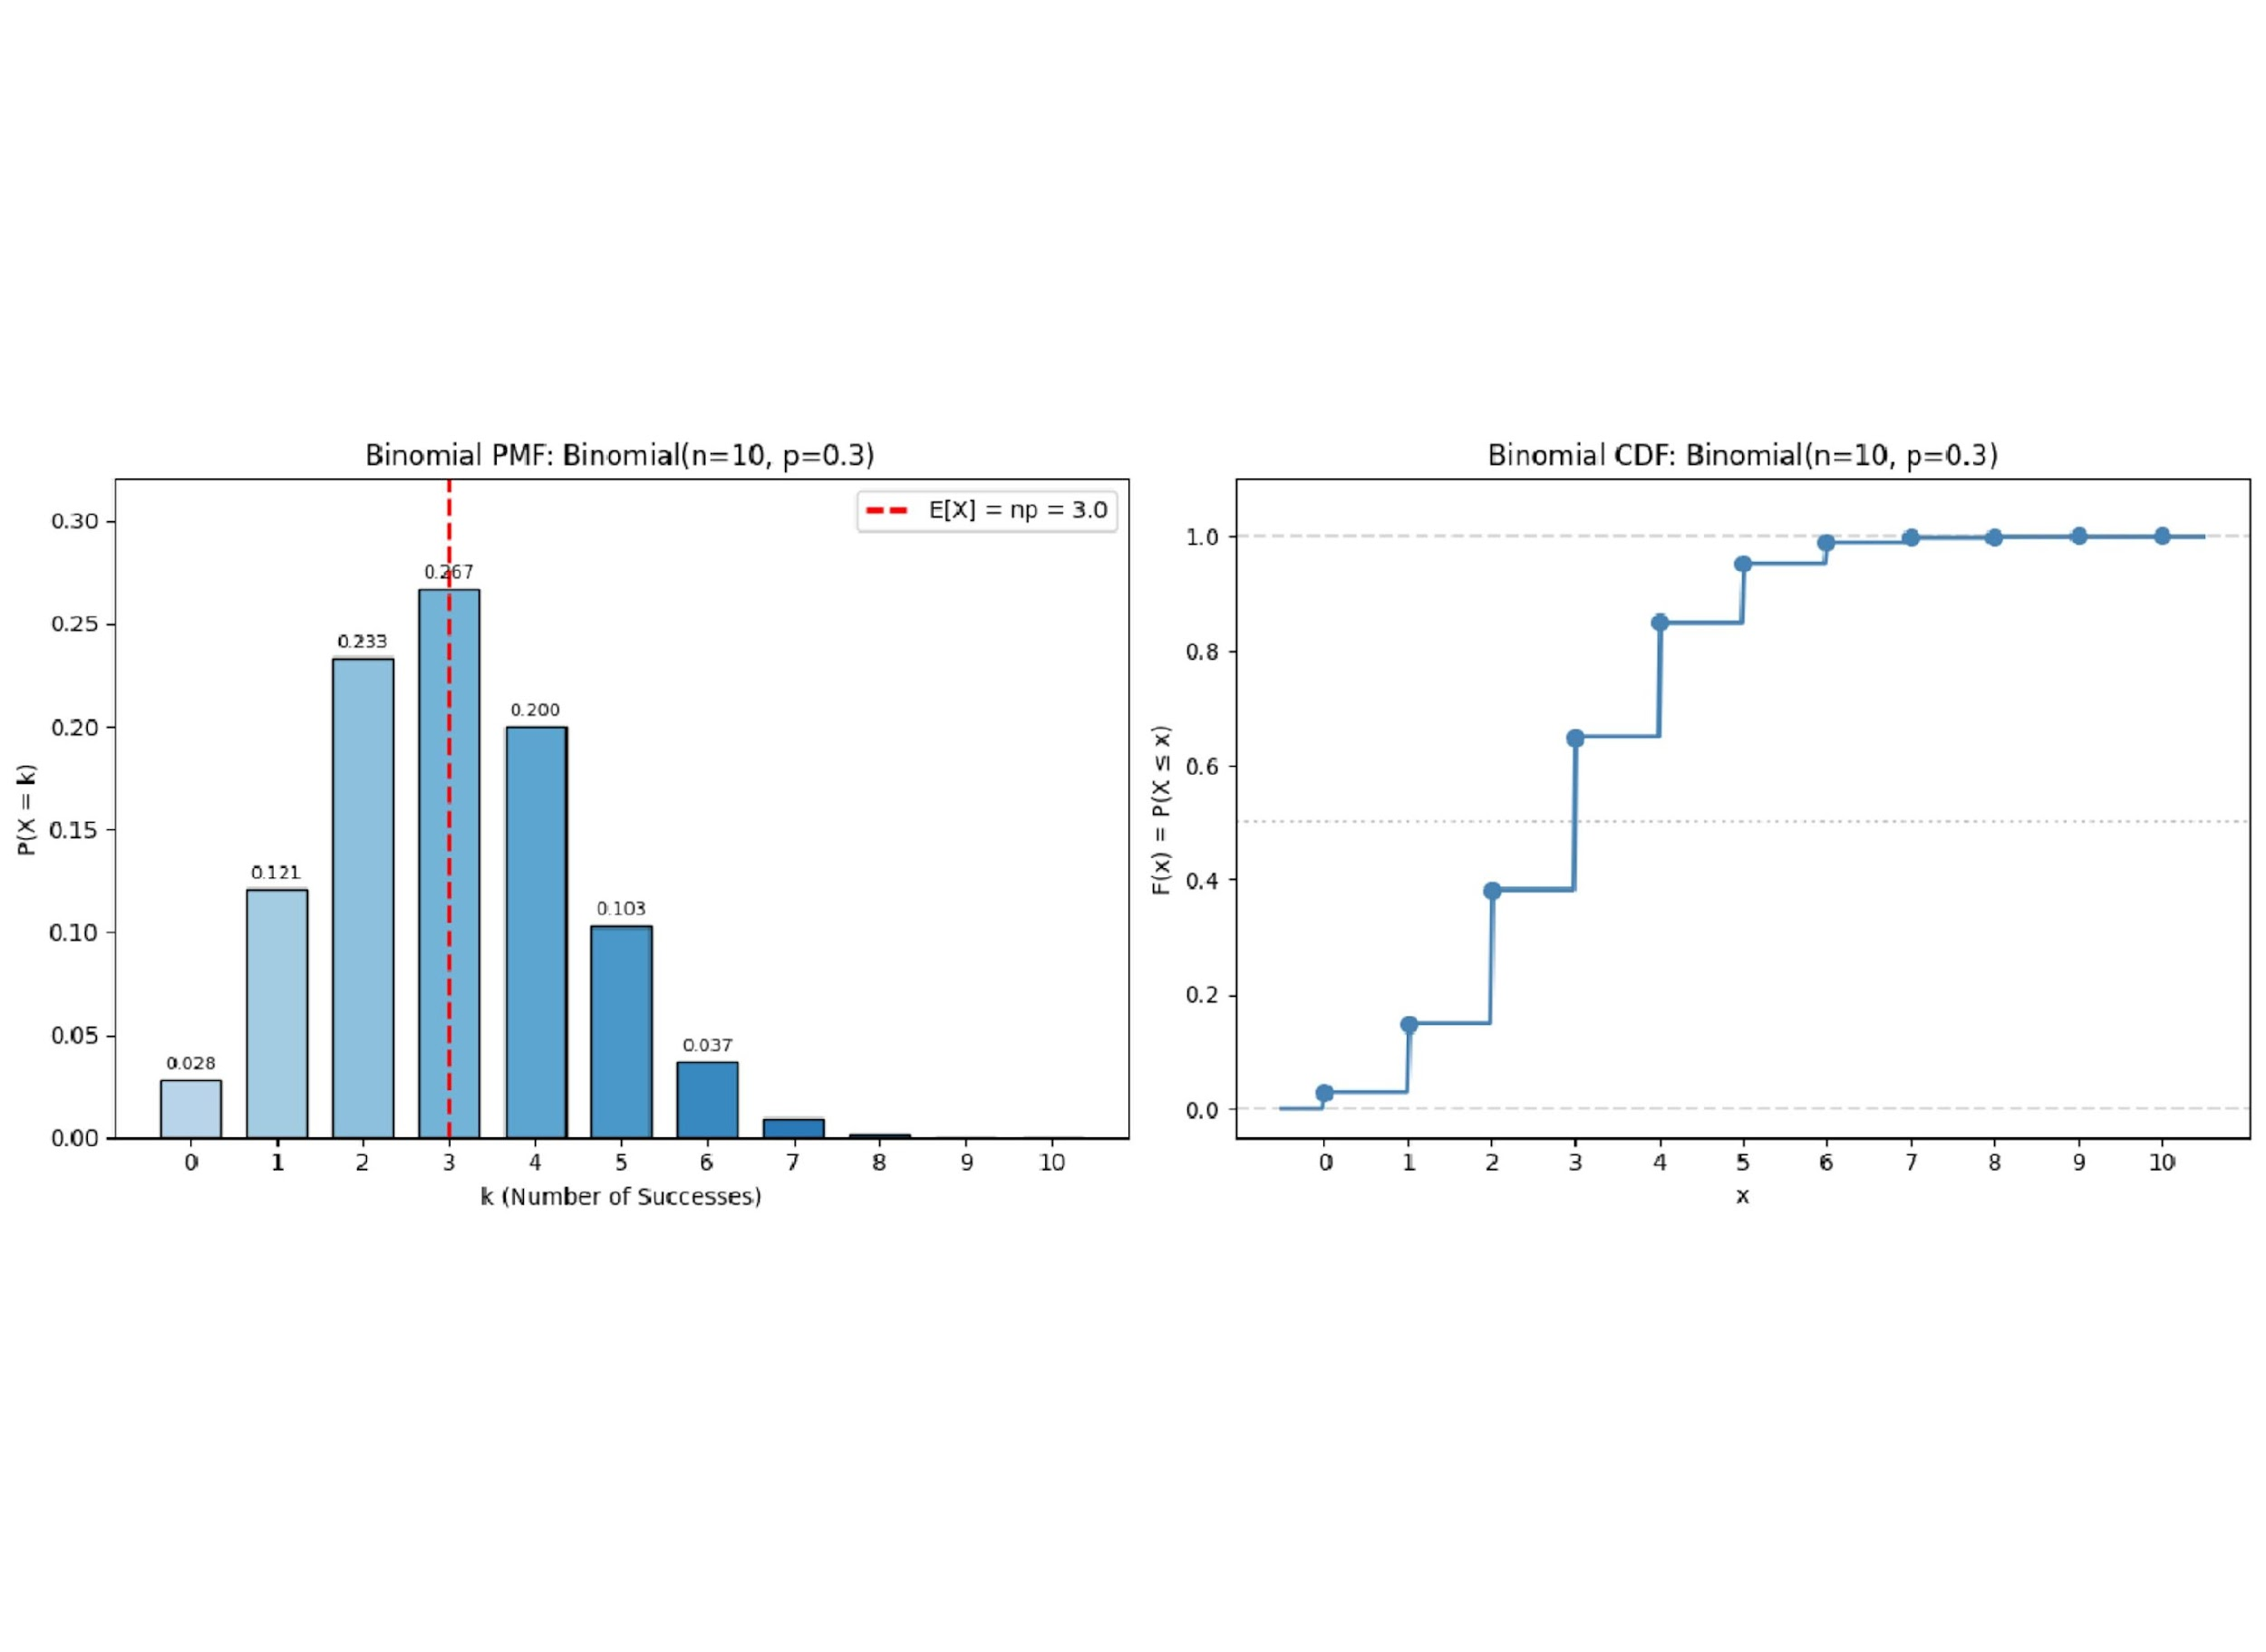 Binomial PMF: Binomial(n=10, p=0.3)
E[X] = np = 3.0
P(X = k)
0.30
0.25
0.20
0.15
0.10
0.05
0.00
0.028
0.121
0.233
0.267
0.200
0.103
0.037
0 1 2 3 4 5 6 7 8 9 10
k (Number of Successes)
Binomial CDF: Binomial(n=10, p=0.3)
F(x) = P(X ≤ x)
1.0
0.8
0.6
0.4
0.2
0.0
0 1 2 3 4 5 6 7 8 9 10
x